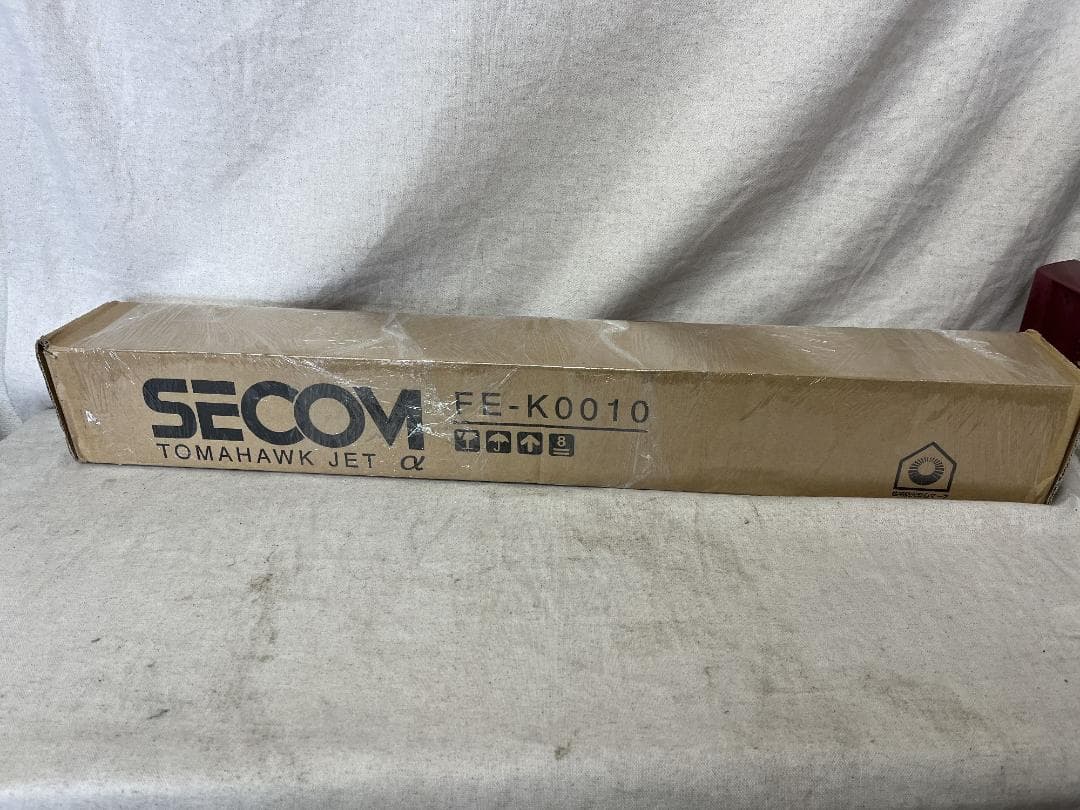 SECOM
FE-K0010
8
TOMAHAWK JET α